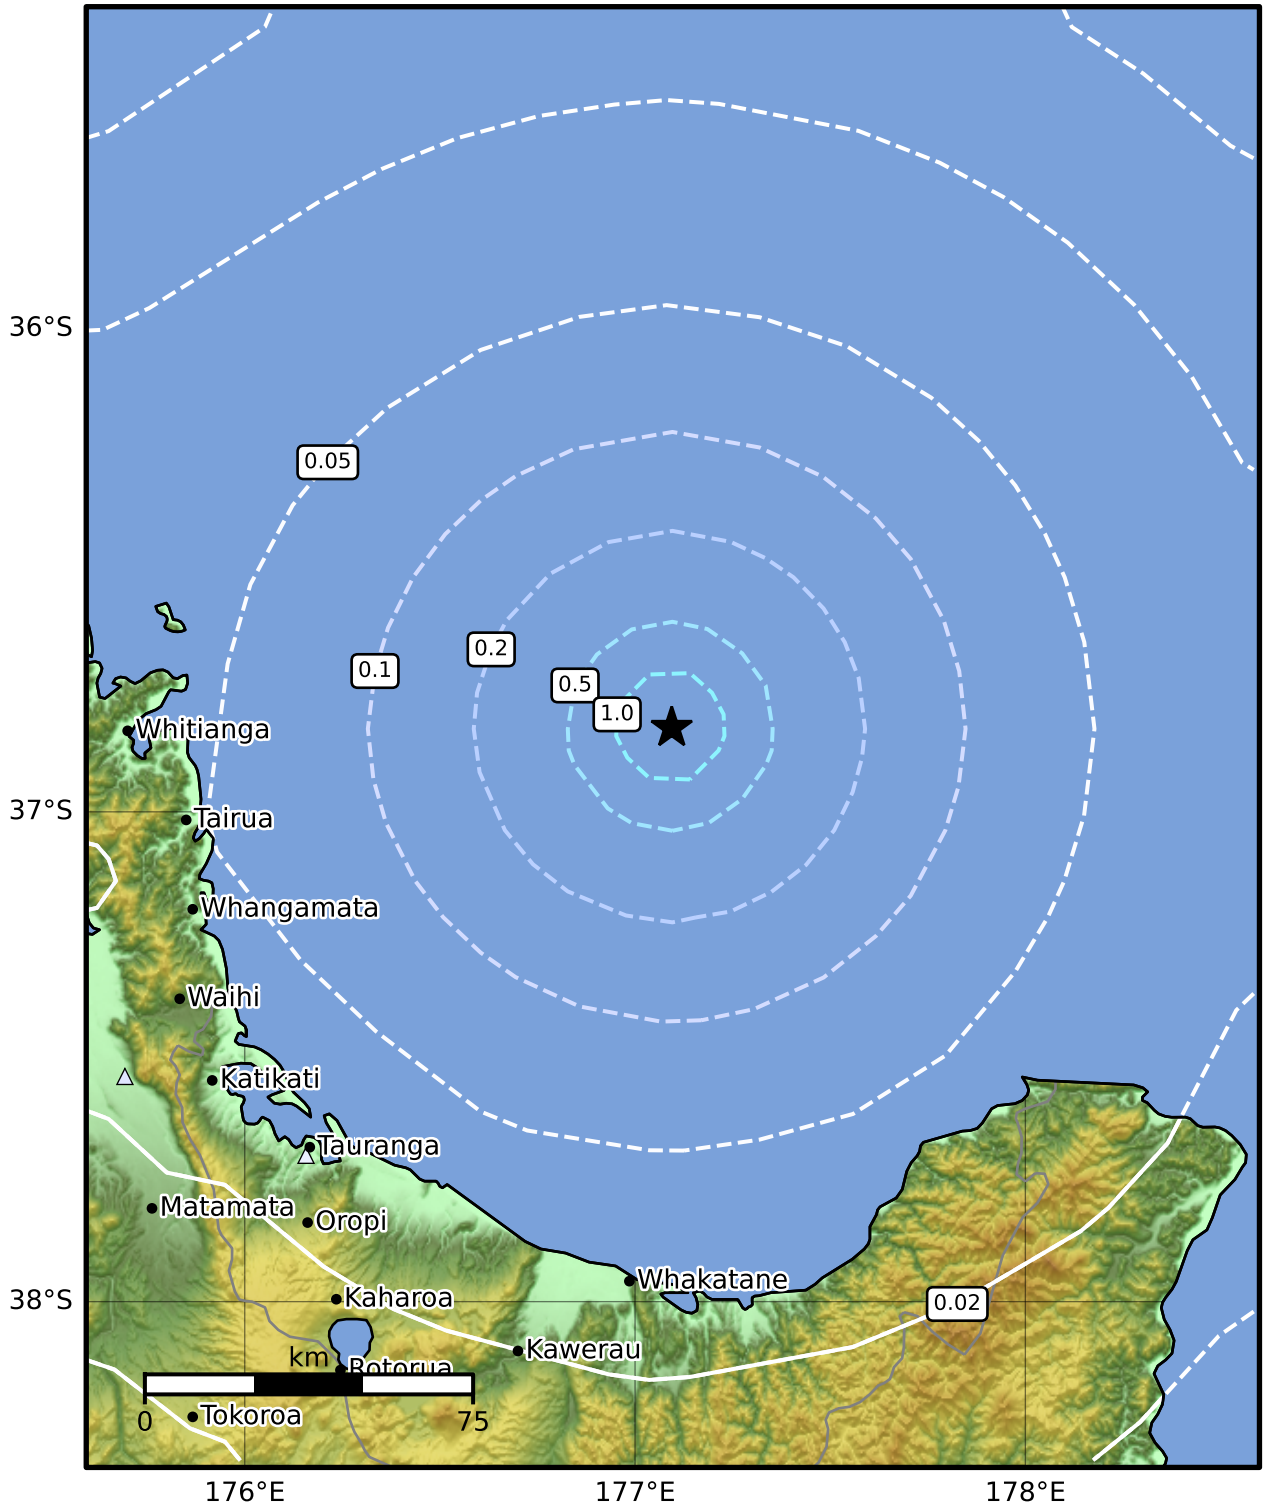 36°S
0.05
0.2
0.1
0.5
1.0
Whitianga
37°S
Tairua
Whangamata
Waihi
Katikati
Tauranga
Matamata
Oropi
Whakatane
38°S
Kaharoa
0.02
Kawerau
km
Rotorua
Tokoroa
0
75
176°E
177°E
178°E